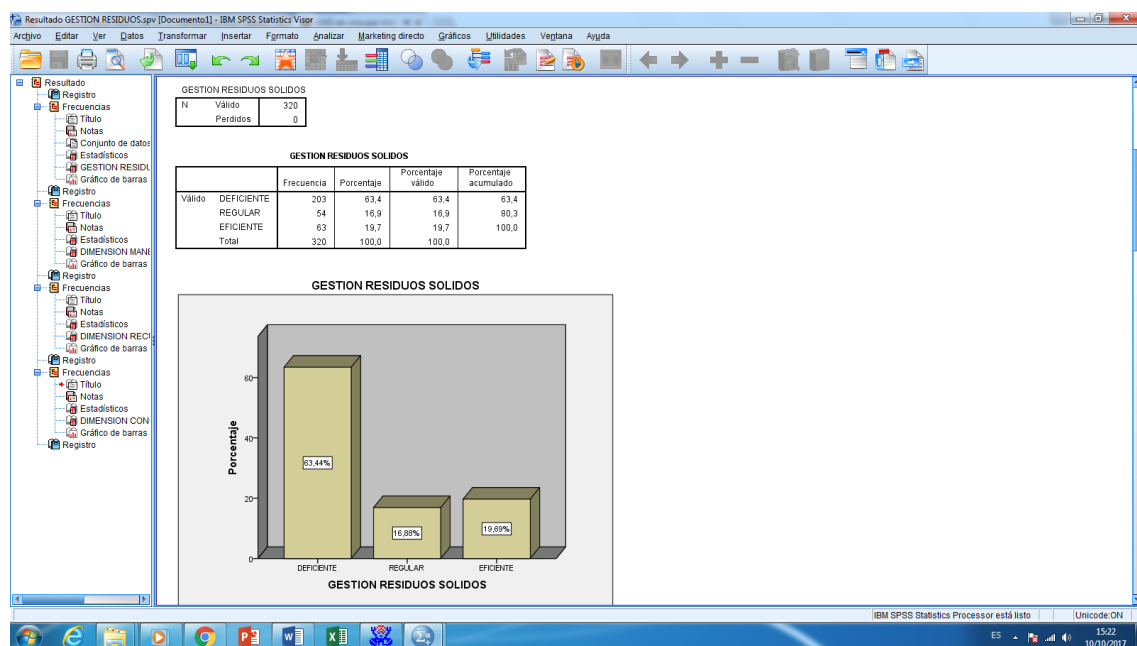 Resultado GESTION RESIDUOS.spv [Documento1] - IBM SPSS Statistics Visor
Archivo Editar Ver Datos Transformar Insertar Formato Analizar Marketing directo Gráficos Utilidades Ventana Ayuda
Resultado
Registro
Frecuencias
Título
Notas
Conjunto de datos
Estadísticos
GESTION RESIDU
Gráfico de barras
Registro
Frecuencias
Título
Notas
Estadísticos
DIMENSION MANE
Gráfico de barras
Registro
Frecuencias
Título
Notas
Estadísticos
DIMENSION RECU
Gráfico de barras
Registro
Frecuencias
Título
Notas
Estadísticos
DIMENSION CON
Gráfico de barras
Registro
GESTION RESIDUOS SOLIDOS
N Válido 320
Perdidos 0
GESTION RESIDUOS SOLIDOS
Frecuencia Porcentaje Porcentaje válido Porcentaje acumulado
Válido DEFICIENTE 203 63,4 63,4 63,4
REGULAR 54 16,9 16,9 80,3
EFICIENTE 63 19,7 19,7 100,0
Total 320 100,0 100,0
GESTION RESIDUOS SOLIDOS
Porcentaje
60
40
20
0
63,44%
16,88%
19,69%
DEFICIENTE REGULAR EFICIENTE
GESTION RESIDUOS SOLIDOS
IBM SPSS Statistics Processor está listo Unicode:ON
ES 15:22
10/10/2017